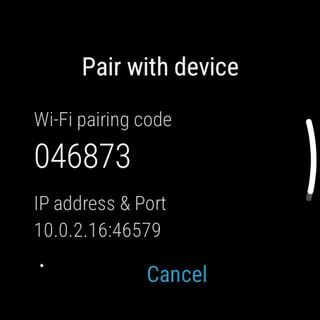 Pair with device
Wi-Fi pairing code
046873
IP address & Port
10.0.2.16:46579
Cancel